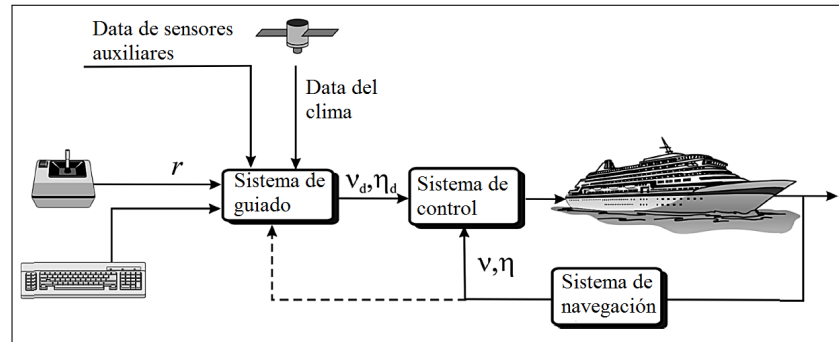 Data de sensores
auxiliares
Data del
clima
r
Sistema de
guiado
νd,ηd
Sistema de
control
ν,η
Sistema de
navegación